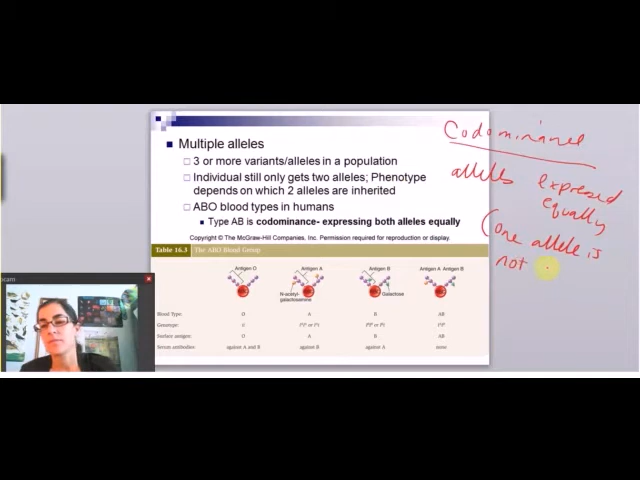 Multiple alleles
3 or more variants/alleles in a population
Individual still only gets two alleles; Phenotype
depends on which 2 alleles are inherited
ABO blood types in humans
Type AB is codominance- expressing both alleles equally
Copyright © The McGraw-Hill Companies, Inc. Permission required for reproduction or display.
Table 16.3 The ABO Blood Group
Antigen O Antigen A Antigen B Antigen A Antigen B
N-acetyl-
galactosamine
Galactose
Blood Type: O A B AB
Genotype:
Surface antigen: O A B AB
Serum antibodies: against A and B against B against A none
Codominance
alleles expressed
equally
(one allele is
not